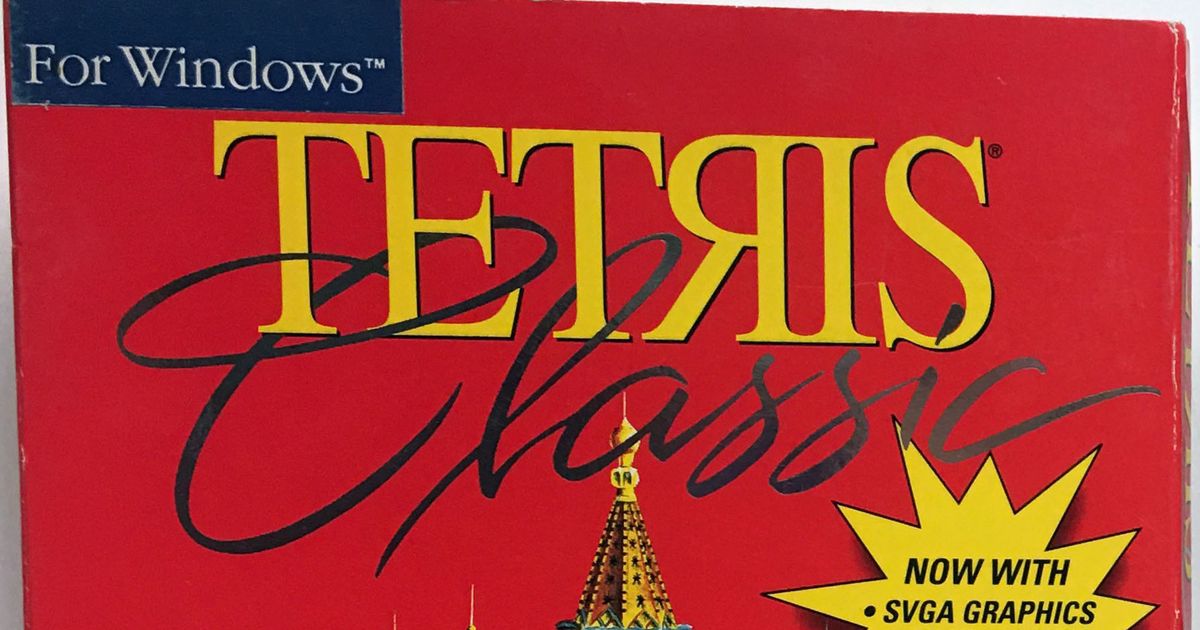 For Windows™
TETRIS®
Classic
NOW WITH
• SVGA GRAPHICS